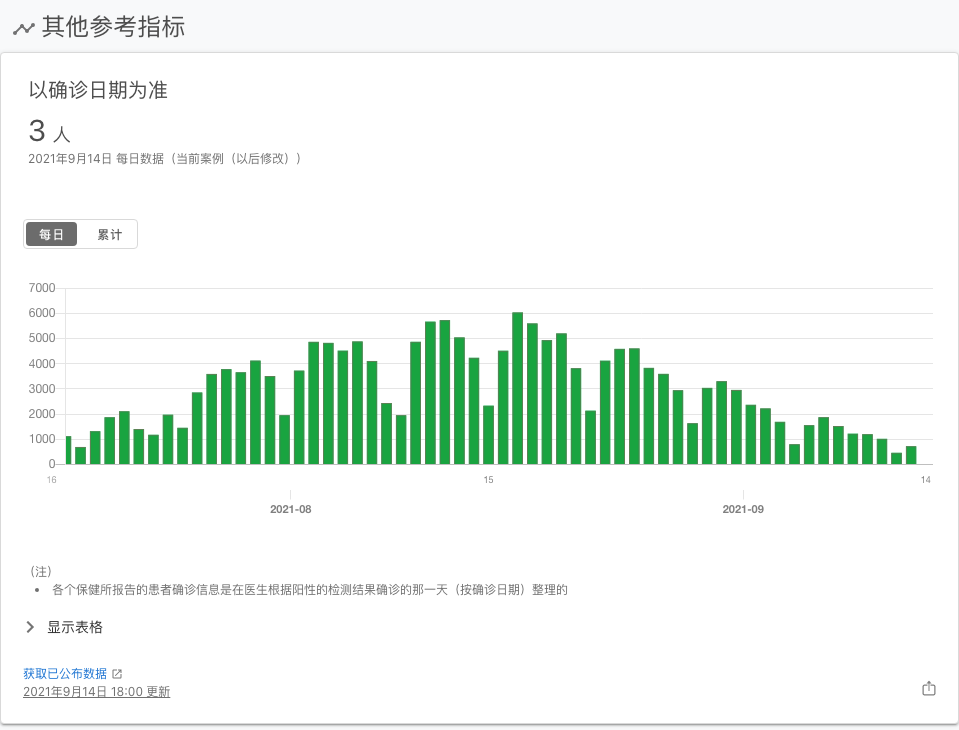 其他参考指标
以确诊日期为准
3 人
2021年9月14日 每日数据（当前案例（以后修改））
每日 累计
7000
6000
5000
4000
3000
2000
1000
0
16 15 14
2021-08 2021-09
（注）
• 各个保健所报告的患者确诊信息是在医生根据阳性的检测结果确诊的那一天（按确诊日期）整理的
显示表格
获取已公布数据
2021年9月14日 18:00 更新